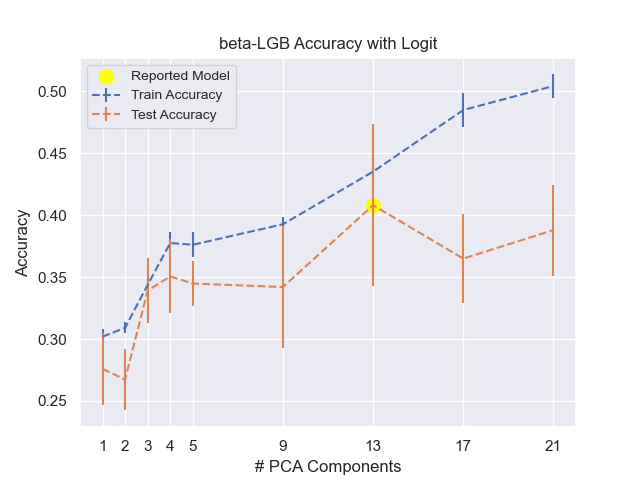 beta-LGB Accuracy with Logit
Reported Model
Train Accuracy
Test Accuracy
0.50
0.45
0.40
0.35
0.30
0.25
Accuracy
1 2 3 4 5 9 13 17 21
# PCA Components